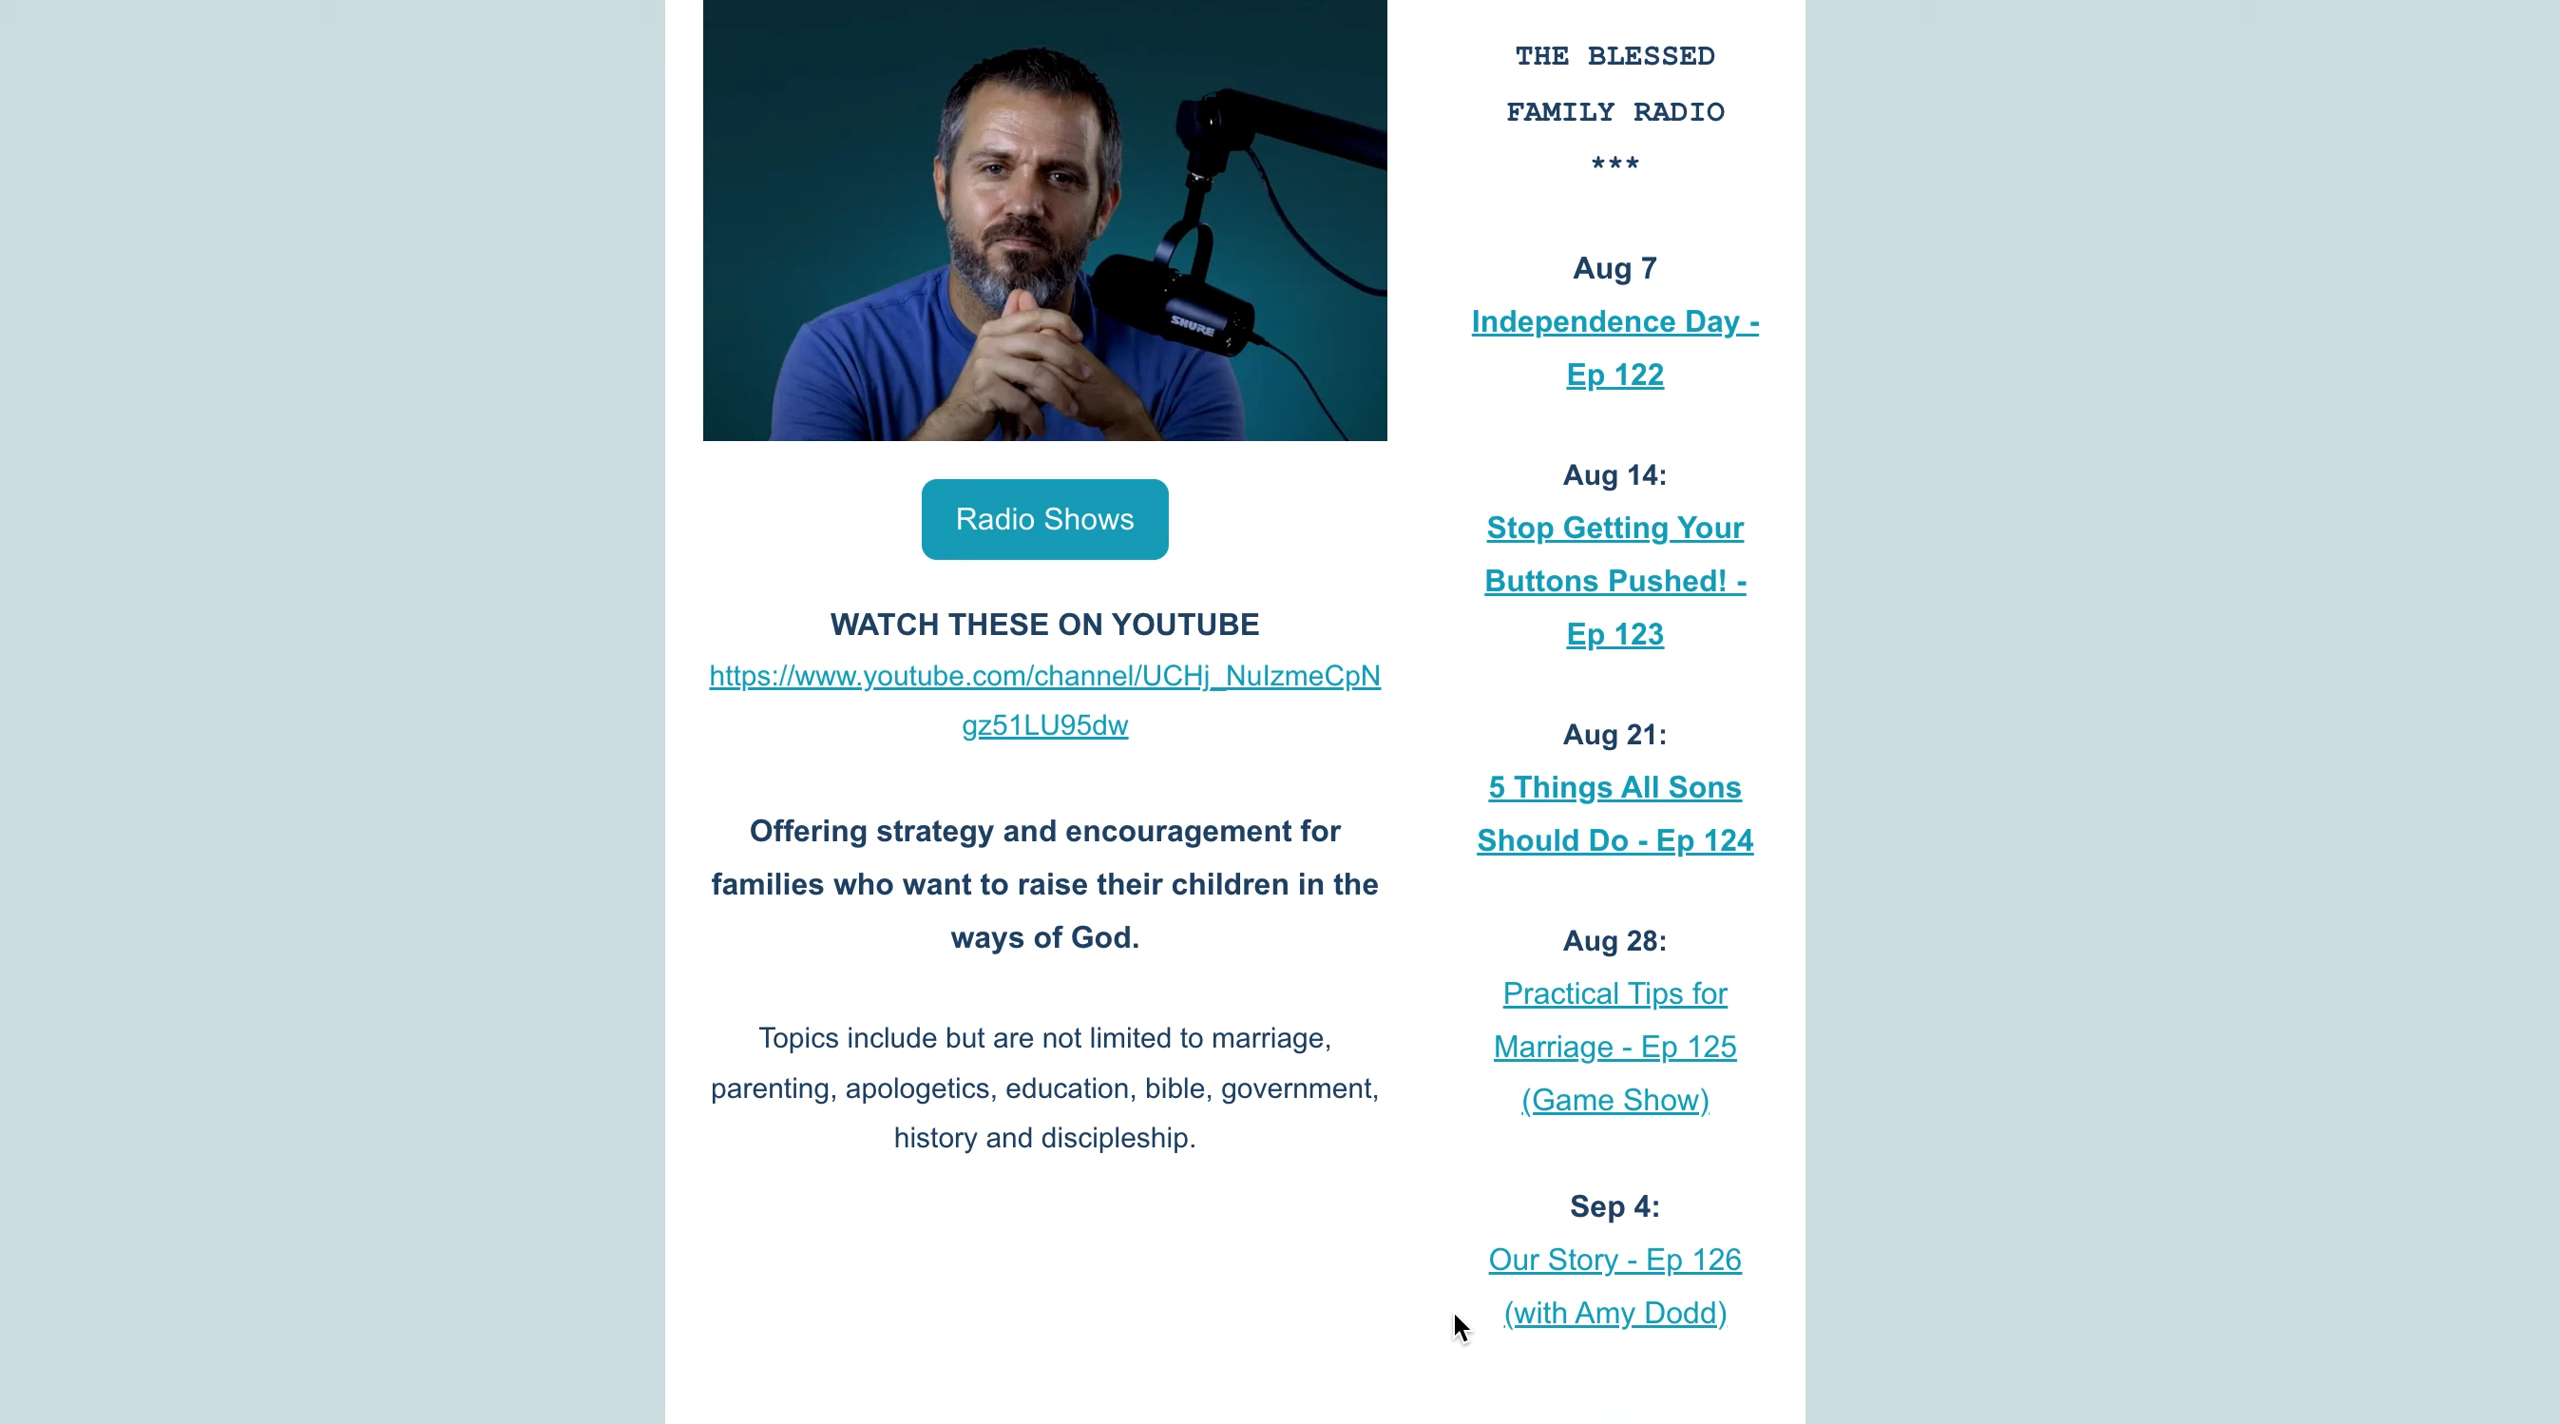 SHURE
Radio Shows
WATCH THESE ON YOUTUBE
https://www.youtube.com/channel/UCHj_NuIzmeCpN
gz51LU95dw
Offering strategy and encouragement for
families who want to raise their children in the
ways of God.
Topics include but are not limited to marriage,
parenting, apologetics, education, bible, government,
history and discipleship.
THE BLESSED
FAMILY RADIO
***
Aug 7
Independence Day -
Ep 122
Aug 14:
Stop Getting Your
Buttons Pushed! -
Ep 123
Aug 21:
5 Things All Sons
Should Do - Ep 124
Aug 28:
Practical Tips for
Marriage - Ep 125
(Game Show)
Sep 4:
Our Story - Ep 126
(with Amy Dodd)